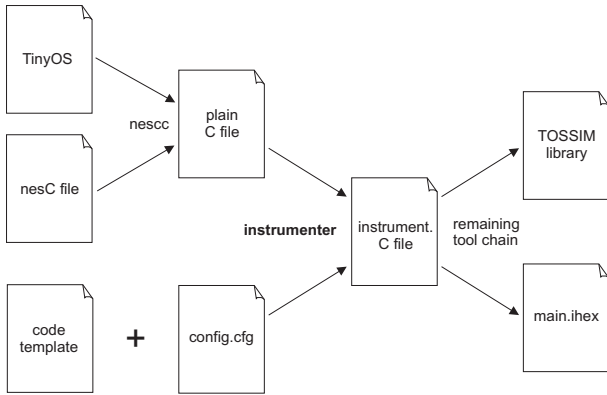 TinyOS
nescc
plain
C file
nesC file
TOSSIM
library
instrumenter
instrument.
C file
remaining
tool chain
code
template
+
config.cfg
main.ihex